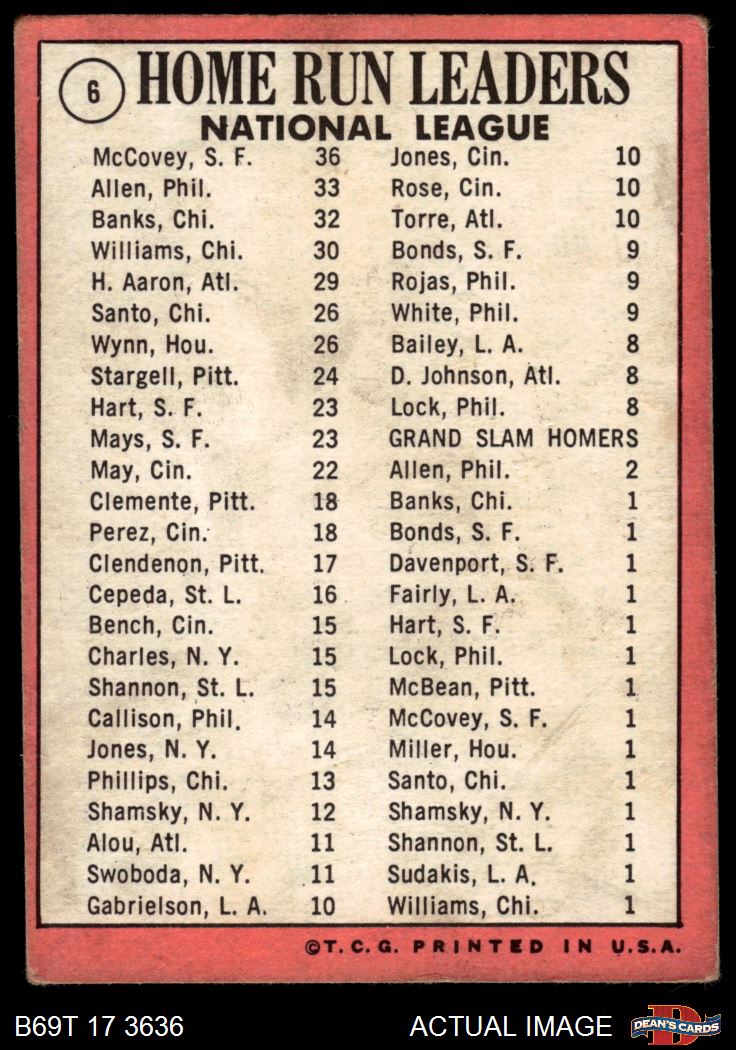 6
HOME RUN LEADERS
NATIONAL LEAGUE
McCovey, S. F. 36
Allen, Phil. 33
Banks, Chi. 32
Williams, Chi. 30
H. Aaron, Atl. 29
Santo, Chi. 26
Wynn, Hou. 26
Stargell, Pitt. 24
Hart, S. F. 23
Mays, S. F. 23
May, Cin. 22
Clemente, Pitt. 18
Perez, Cin. 18
Clendenon, Pitt. 17
Cepeda, St. L. 16
Bench, Cin. 15
Charles, N. Y. 15
Shannon, St. L. 15
Callison, Phil. 14
Jones, N. Y. 14
Phillips, Chi. 13
Shamsky, N. Y. 12
Alou, Atl. 11
Swoboda, N. Y. 11
Gabrielson, L. A. 10
Jones, Cin. 10
Rose, Cin. 10
Torre, Atl. 10
Bonds, S. F. 9
Rojas, Phil. 9
White, Phil. 9
Bailey, L. A. 8
D. Johnson, Atl. 8
Lock, Phil. 8
GRAND SLAM HOMERS
Allen, Phil. 2
Banks, Chi. 1
Bonds, S. F. 1
Davenport, S. F. 1
Fairly, L. A. 1
Hart, S. F. 1
Lock, Phil. 1
McBean, Pitt. 1
McCovey, S. F. 1
Miller, Hou. 1
Santo, Chi. 1
Shamsky, N. Y. 1
Shannon, St. L. 1
Sudakis, L. A. 1
Williams, Chi. 1
©T. C. G. PRINTED IN U.S.A.
B69T 17 3636
ACTUAL IMAGE
D
DEAN'S CARDS